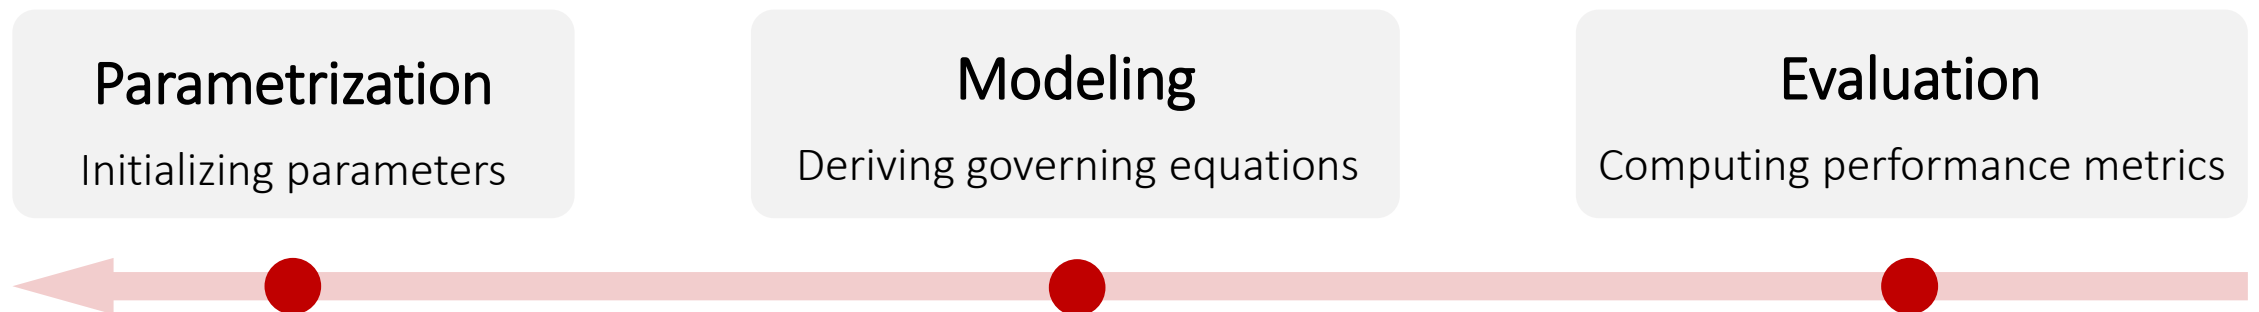 Parametrization
Initializing parameters
Modeling
Deriving governing equations
Evaluation
Computing performance metrics